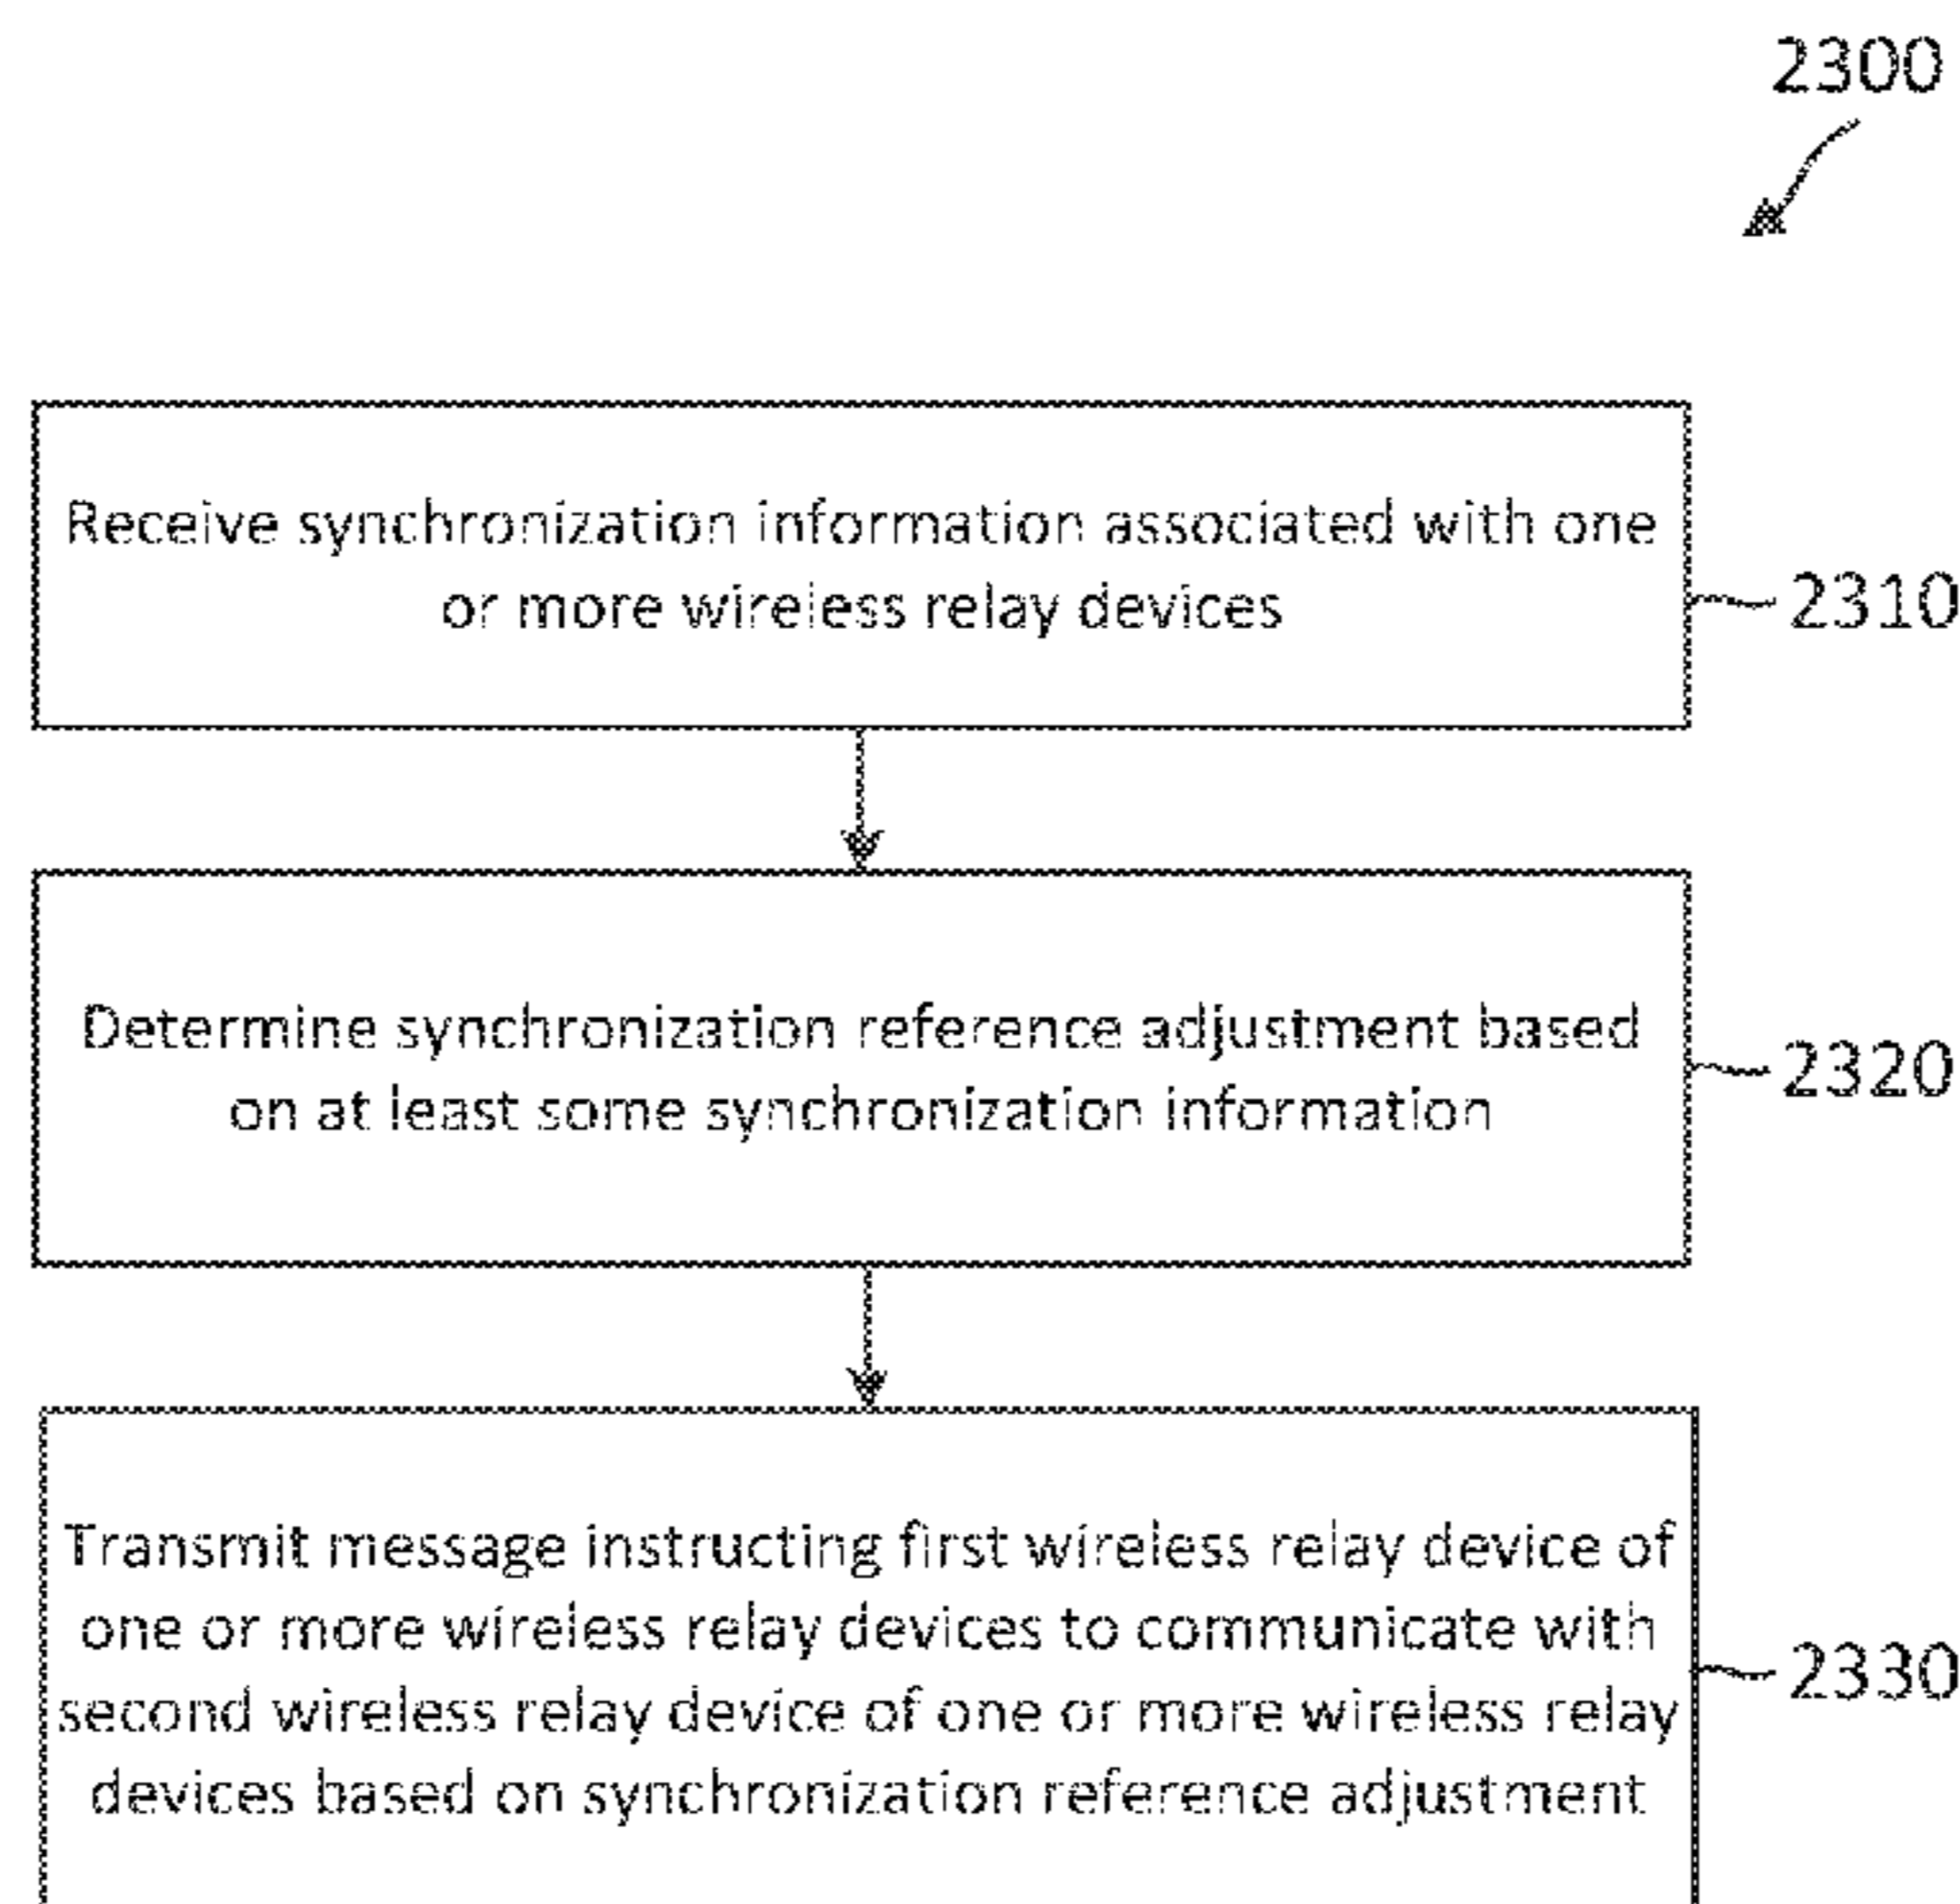 2300
Receive synchronization information associated with one
or more wireless relay devices
2310
Determine synchronization reference adjustment based
on at least some synchronization information
2320
Transmit message instructing first wireless relay device of
one or more wireless relay devices to communicate with
second wireless relay device of one or more wireless relay
devices based on synchronization reference adjustment
2330